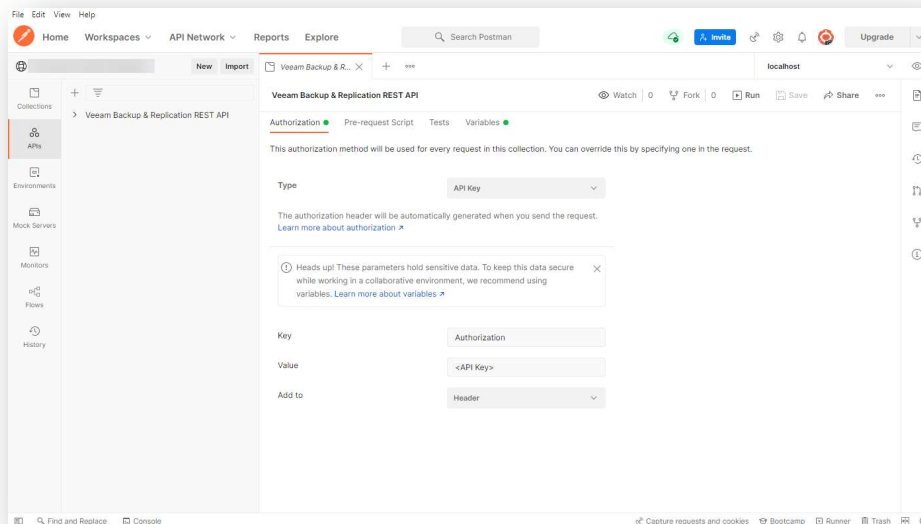 File Edit View Help
Home Workspaces API Network Reports Explore Search Postman Invite Upgrade
New Import Veeam Backup & R... localhost
Collections
APIs
Environments
Mock Servers
Monitors
Flows
History
Veeam Backup & Replication REST API
Veeam Backup & Replication REST API Watch 0 Fork 0 Run Save Share
Authorization Pre-request Script Tests Variables
This authorization method will be used for every request in this collection. You can override this by specifying one in the request.
Type API Key
The authorization header will be automatically generated when you send the request.
Learn more about authorization ↗
Heads up! These parameters hold sensitive data. To keep this data secure
while working in a collaborative environment, we recommend using
variables. Learn more about variables ↗
Key Authorization
Value <API Key>
Add to Header
Find and Replace Console Capture requests and cookies Bootcamp Runner Trash